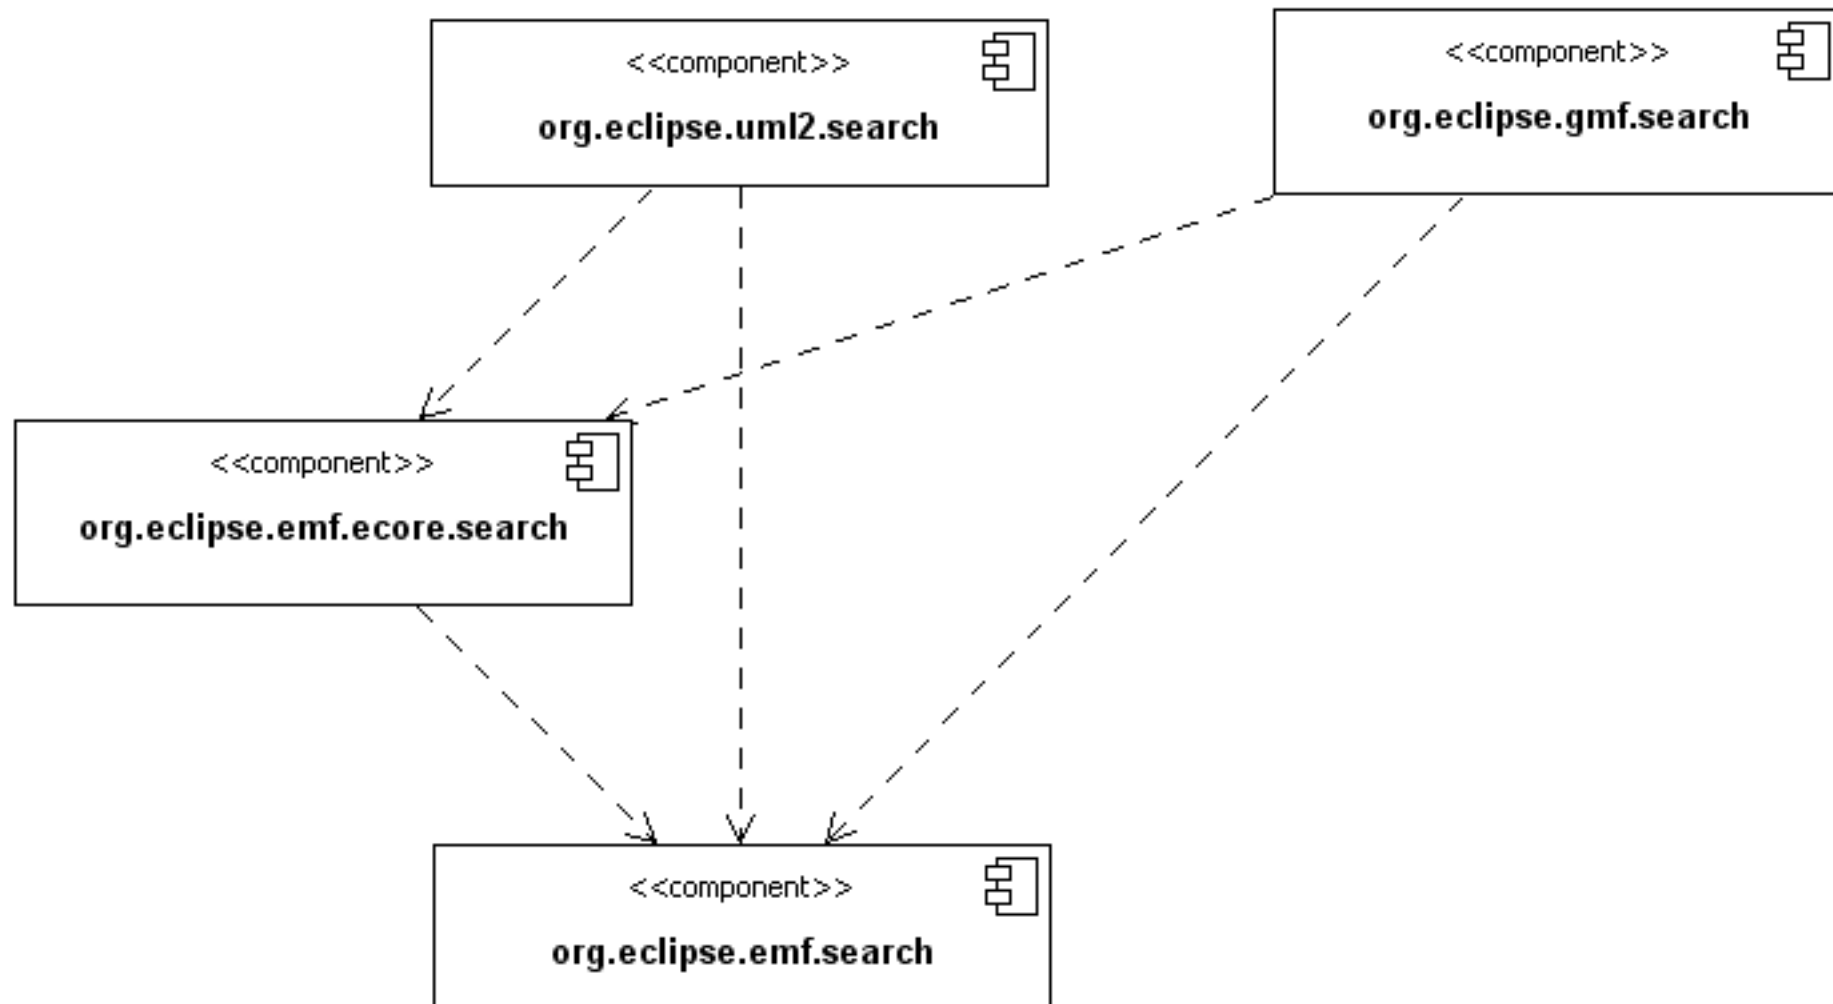 <<component>>
org.eclipse.uml2.search
<<component>>
org.eclipse.gmf.search
<<component>>
org.eclipse.emf.ecore.search
<<component>>
org.eclipse.emf.search